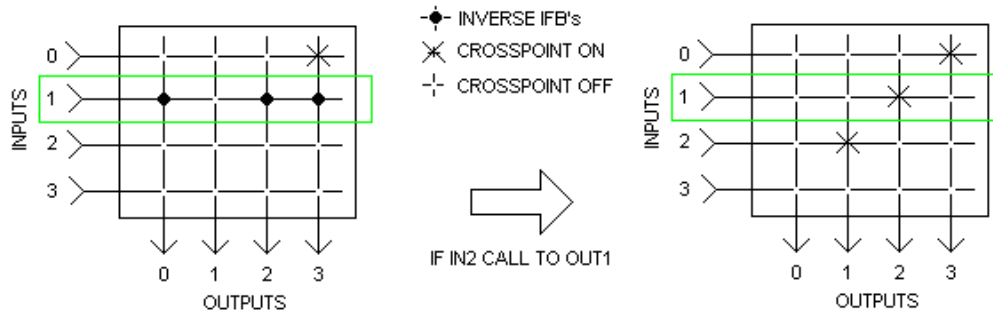 INVERSE IFB's
CROSSPOINT ON
CROSSPOINT OFF
INPUTS
0
1
2
3
0 1 2 3
OUTPUTS
IF IN2 CALL TO OUT1
INPUTS
0
1
2
3
0 1 2 3
OUTPUTS